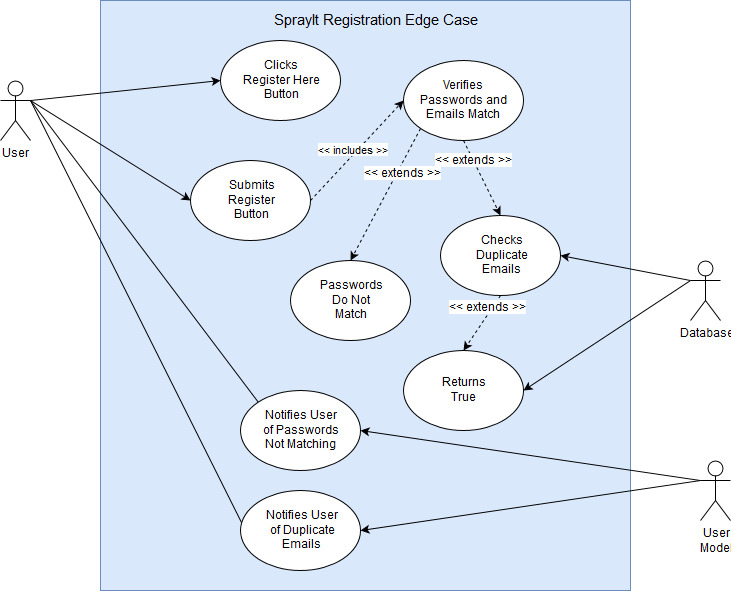 SprayIt Registration Edge Case
Clicks
Register Here
Button
Verifies
Passwords and
Emails Match
User
<< includes >>
<< extends >>
<< extends >>
Submits
Register
Button
Checks
Duplicate
Emails
Passwords
Do Not
Match
<< extends >>
Database
Returns
True
Notifies User
of Passwords
Not Matching
Notifies User
of Duplicate
Emails
User
Model